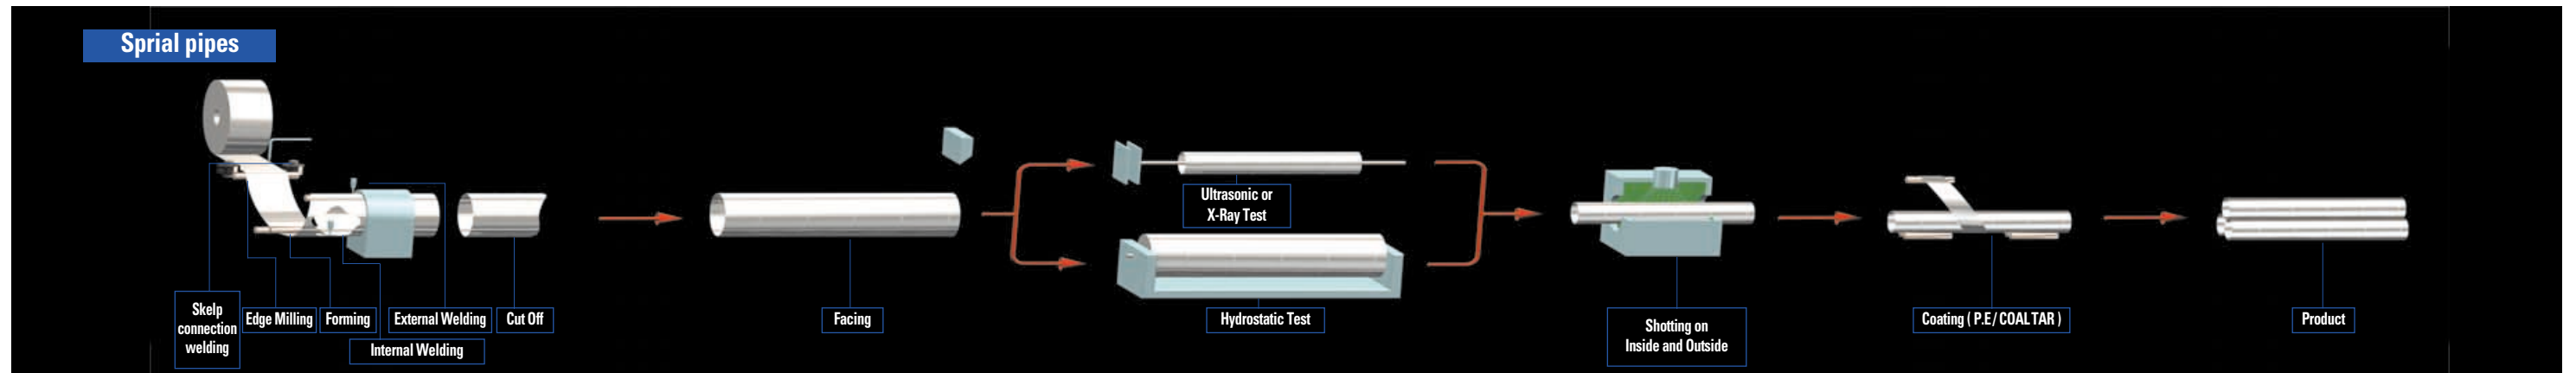 Sprial pipes
Ultrasonic or
X-Ray Test
Skelp
connection
welding
Edge Milling
Forming
External Welding
Cut Off
Internal Welding
Facing
Hydrostatic Test
Shotting on
Inside and Outside
Coating ( P.E/ COALTAR )
Product